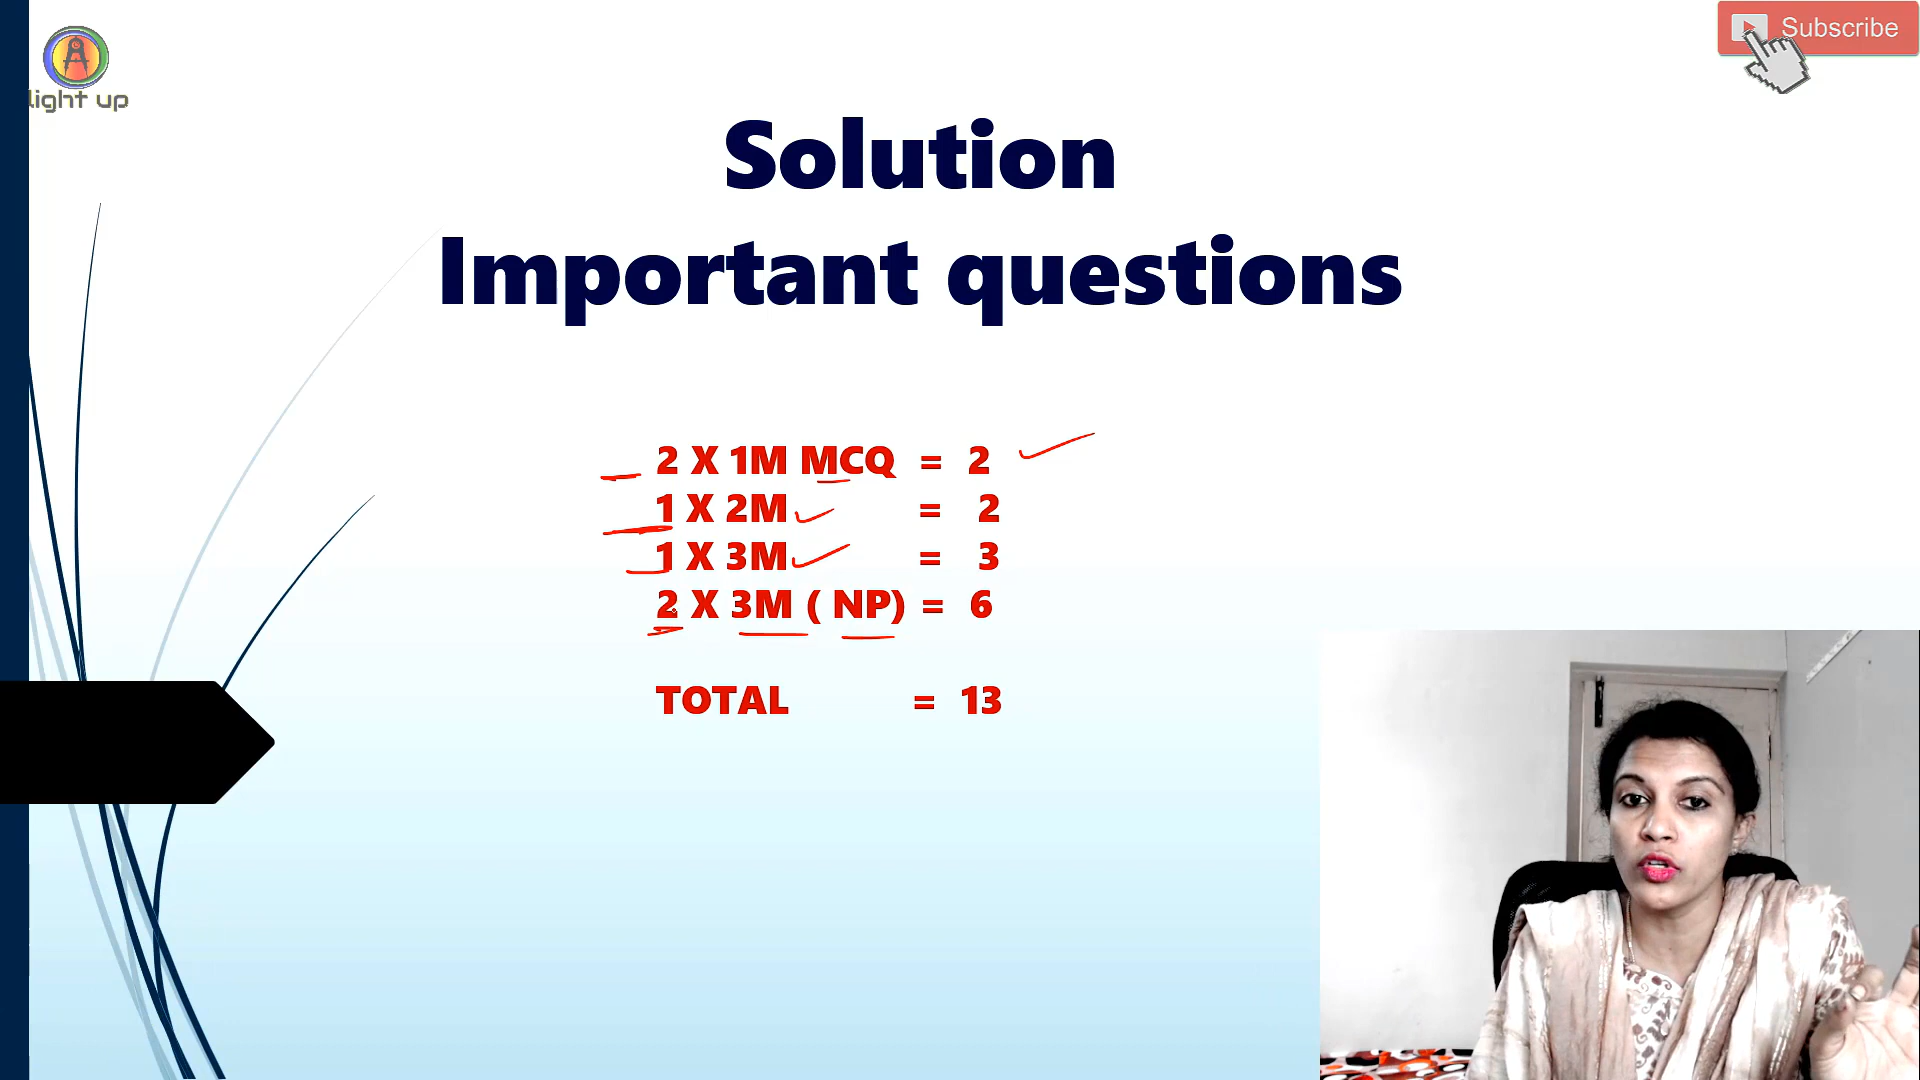 light up
Subscribe
Solution
Important questions
2 X 1M MCQ = 2
1 X 2M = 2
1 X 3M = 3
2 X 3M ( NP) = 6
TOTAL = 13